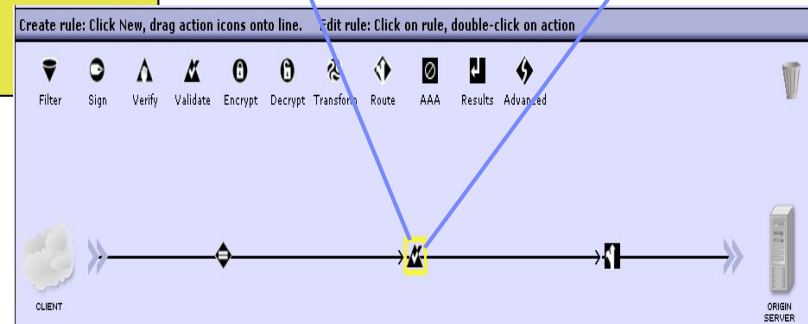 Create rule: Click New, drag action icons onto line. Edit rule: Click on rule, double-click on action
Filter Sign Verify Validate Encrypt Decrypt Transform Route AAA Results Advanced
CLIENT
ORIGIN
SERVER